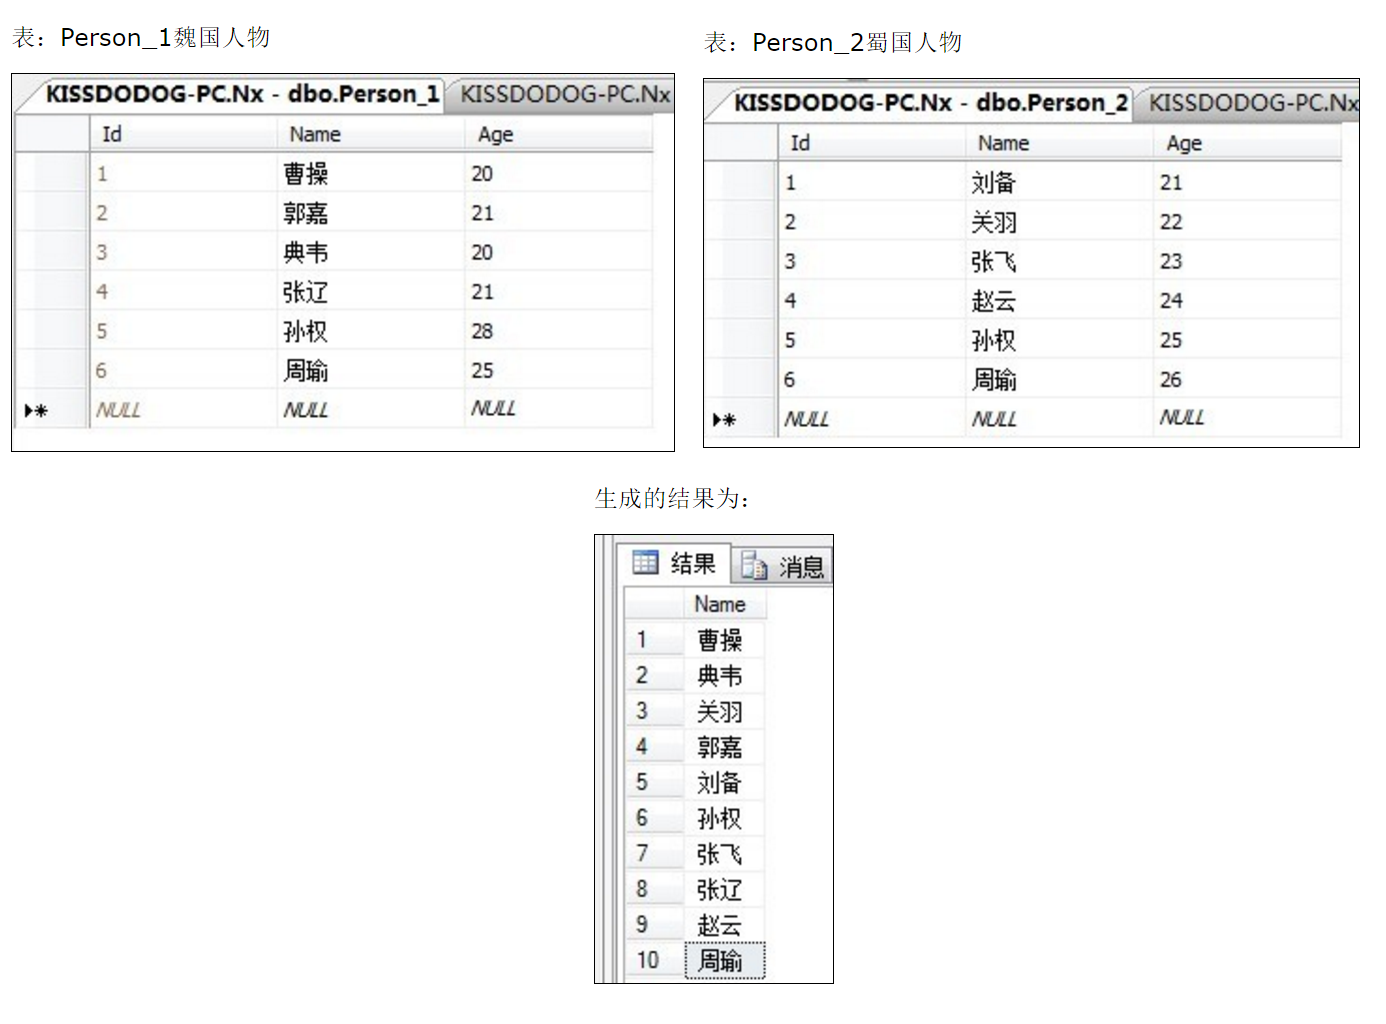 表：Person_1魏国人物
KISSDODOG-PC.Nx - dbo.Person_1 KISSDODOG-PC.Nx
Id Name Age
1 曹操 20
2 郭嘉 21
3 典韦 20
4 张辽 21
5 孙权 28
6 周瑜 25
NULL NULL NULL
表：Person_2蜀国人物
KISSDODOG-PC.Nx - dbo.Person_2 KISSDODOG-PC.Nx
Id Name Age
1 刘备 21
2 关羽 22
3 张飞 23
4 赵云 24
5 孙权 25
6 周瑜 26
NULL NULL NULL
生成的结果为：
结果 消息
Name
1 曹操
2 典韦
3 关羽
4 郭嘉
5 刘备
6 孙权
7 张飞
8 张辽
9 赵云
10 周瑜